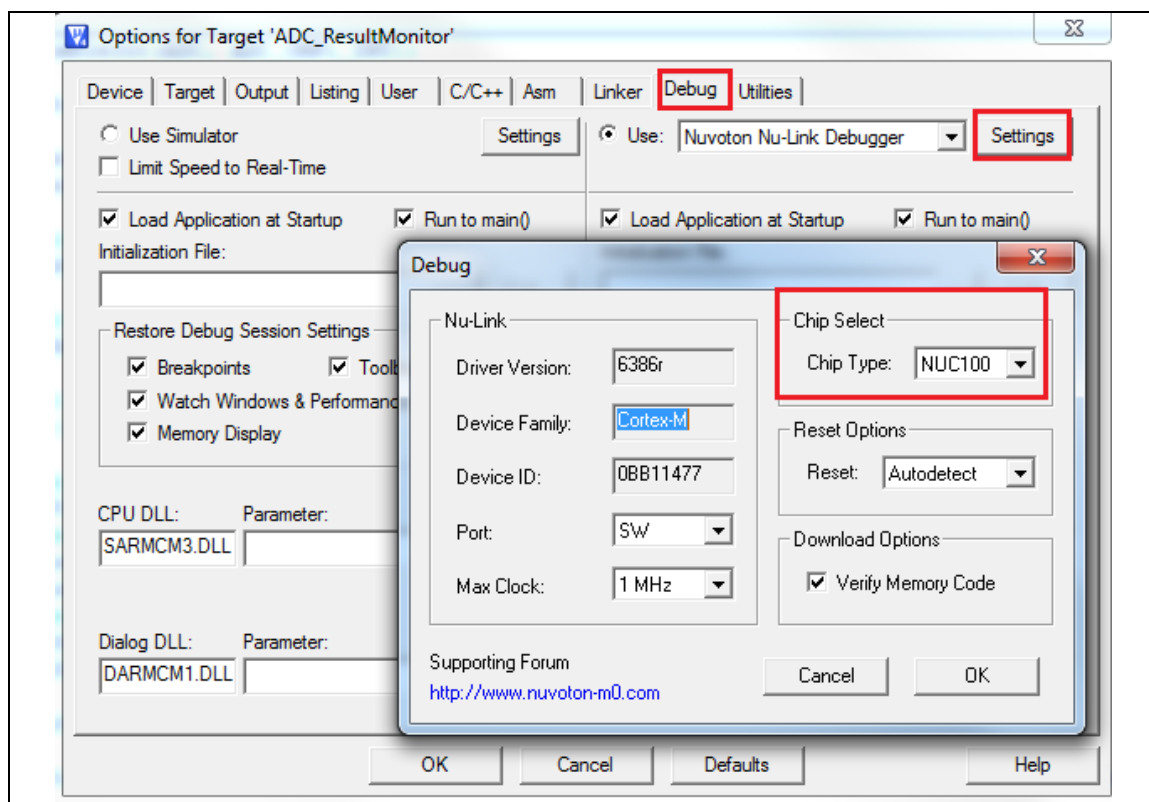 Options for Target 'ADC_ResultMonitor'
Device Target Output Listing User C/C++ Asm Linker Debug Utilities
Use Simulator Settings Use: Nuvoton Nu-Link Debugger Settings
Limit Speed to Real-Time
Load Application at Startup Run to main() Load Application at Startup Run to main()
Initialization File:
Restore Debug Session Settings
Breakpoints
Watch Windows &
Memory Display
CPU DLL: Parameter:
SARMCM3.DLL
Dialog DLL: Parameter:
DARMCM1.DLL
Debug
Nu-Link
Driver Version: 6386r
Device Family: Cortex-M
Device ID: 0BB11477
Port: SW
Max Clock: 1 MHz
Chip Select
Chip Type: NUC100
Reset Options
Reset: Autodetect
Download Options
Verify Memory Code
Supporting Forum
http://www.nuvoton-m0.com
Cancel OK
OK Cancel Defaults Help